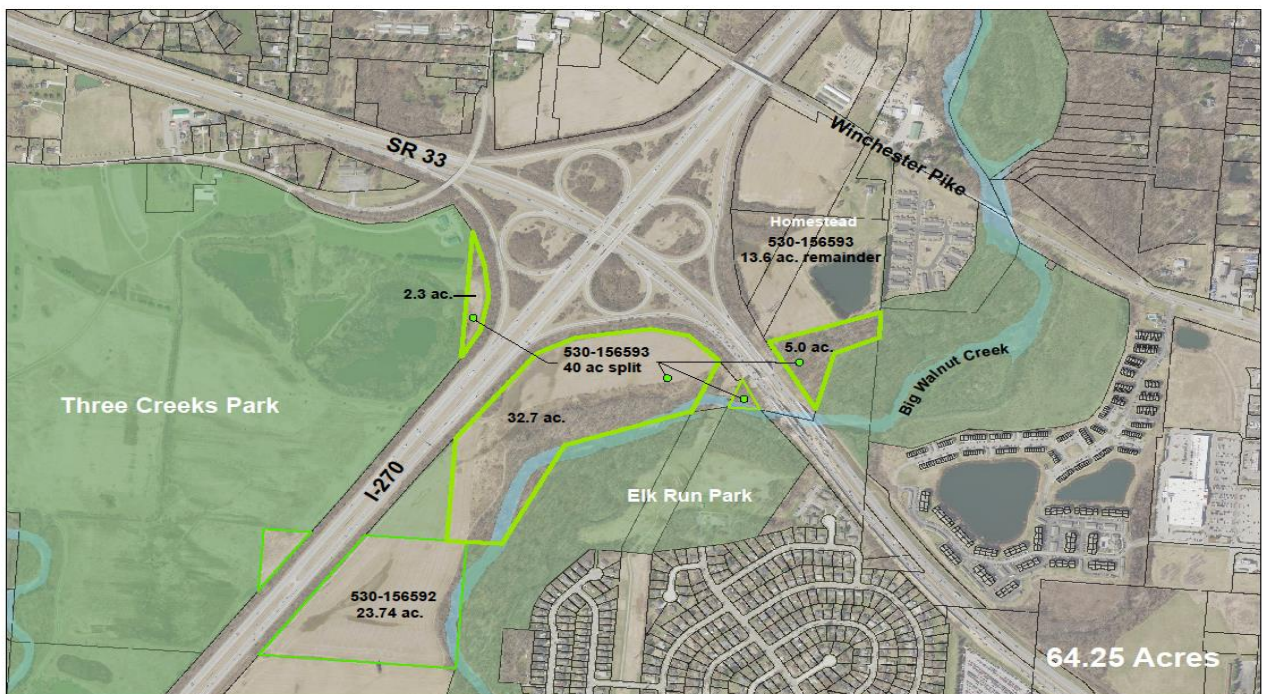 SR 33
Winchester Pike
Homestead
530-156593
13.6 ac. remainder
2.3 ac.
530-156593
40 ac split
5.0 ac.
Big Walnut Creek
Three Creeks Park
32.7 ac.
I-270
Elk Run Park
530-156592
23.74 ac.
64.25 Acres